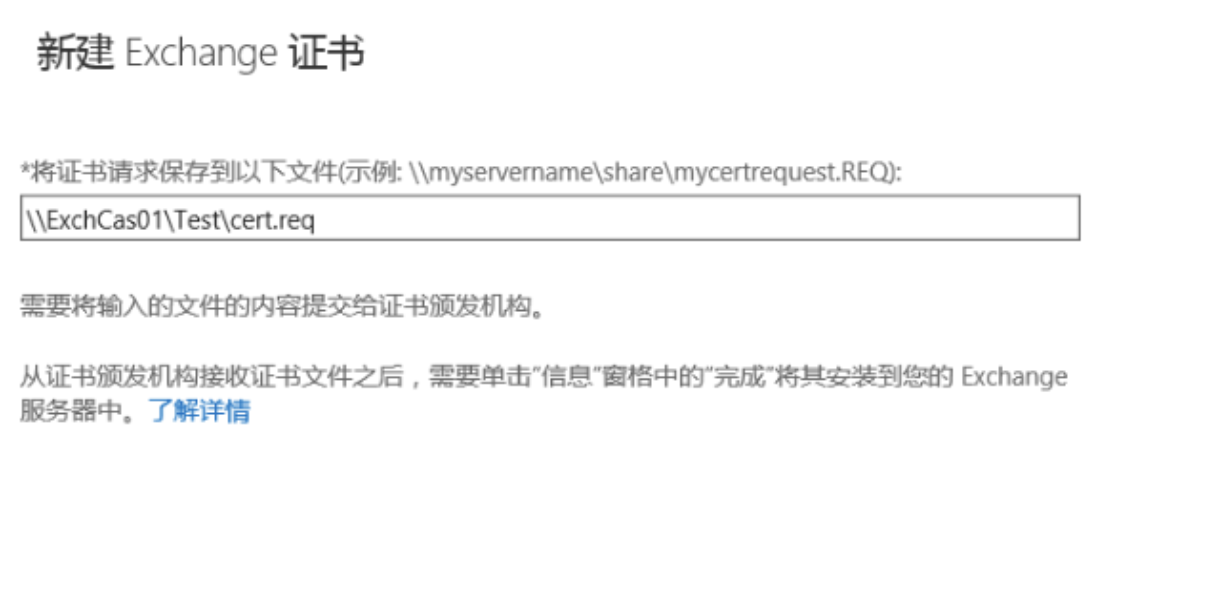 新建 Exchange 证书
*将证书请求保存到以下文件(示例: \\myservername\share\mycertrequest.REQ):
\\ExchCas01\Test\cert.req
需要将输入的文件的内容提交给证书颁发机构。
从证书颁发机构接收证书文件之后，需要单击"信息"窗格中的"完成"将其安装到您的 Exchange
服务器中。了解详情